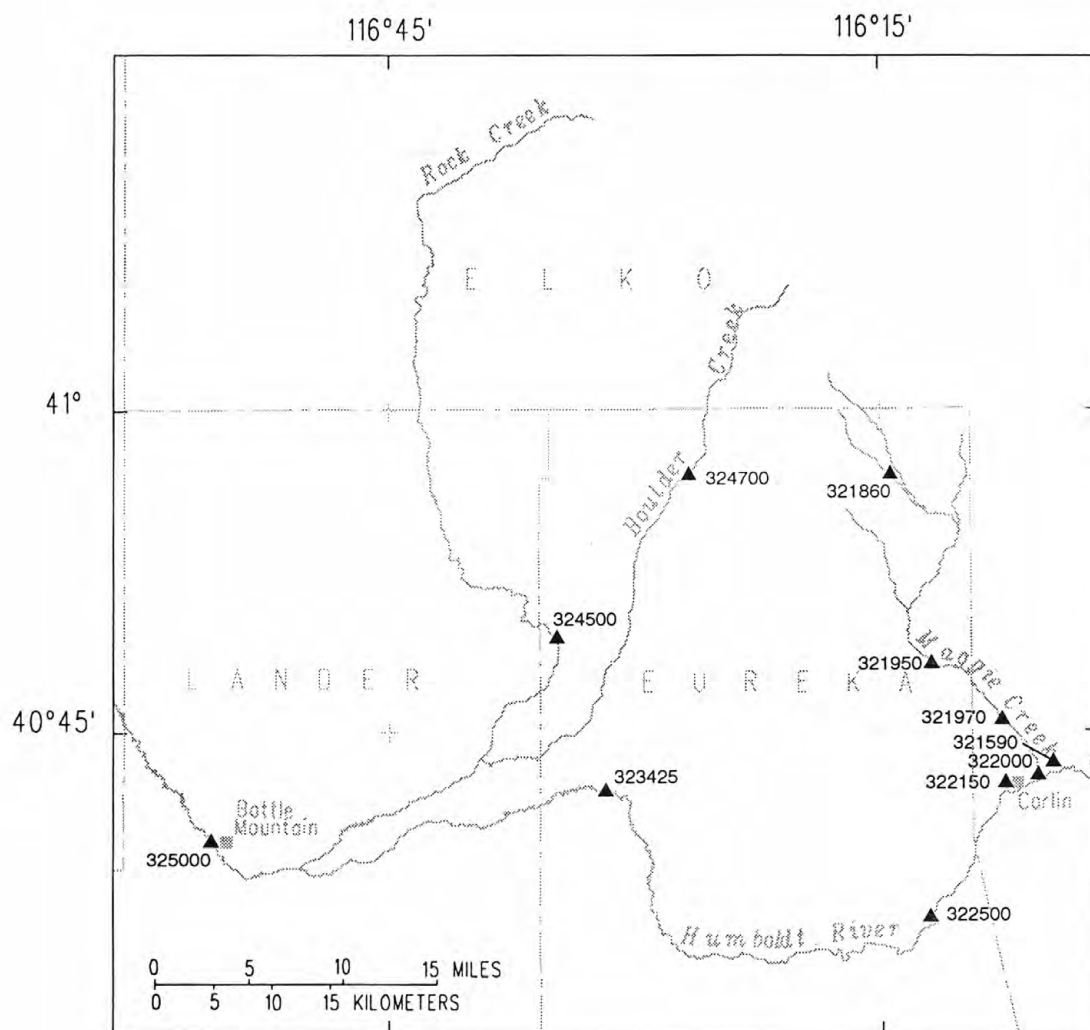 116°45' 116°15'
Rock Creek
E L K O
Boulder Creek
41°
324700
321860
324500
L A N D E R
E U R E K A
321950
Maggie Creek
321970
40°45'
321590
322000
322150
Carlin
323425
Battle
Mountain
325000
322500
Humboldt River
0 5 10 15 MILES
0 5 10 15 KILOMETERS